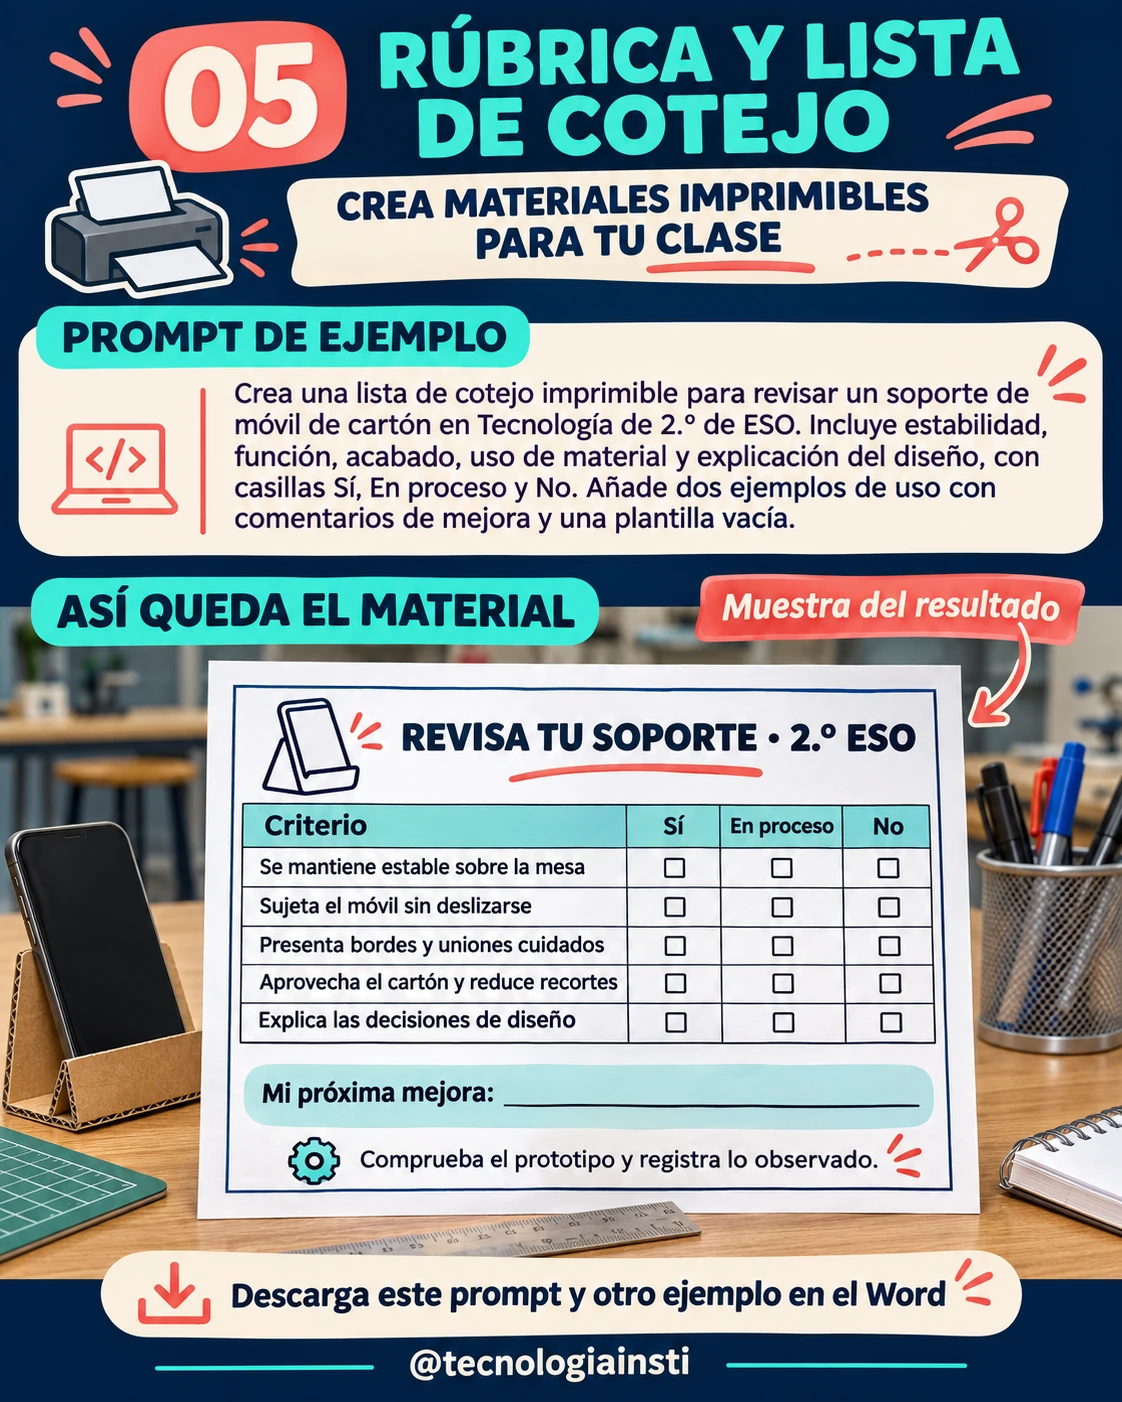 05
RÚBRICA Y LISTA
DE COTEJO
CREA MATERIALES IMPRIMIBLES
PARA TU CLASE
PROMPT DE EJEMPLO
</>
Crea una lista de cotejo imprimible para revisar un soporte de
móvil de cartón en Tecnología de 2.º de ESO. Incluye estabilidad,
función, acabado, uso de material y explicación del diseño, con
casillas Sí, En proceso y No. Añade dos ejemplos de uso con
comentarios de mejora y una plantilla vacía.
ASÍ QUEDA EL MATERIAL
Muestra del resultado
REVISA TU SOPORTE • 2.º ESO
Criterio Sí En proceso No
Se mantiene estable sobre la mesa
Sujeta el móvil sin deslizarse
Presenta bordes y uniones cuidados
Aprovecha el cartón y reduce recortes
Explica las decisiones de diseño
Mi próxima mejora:
Comprueba el prototipo y registra lo observado.
Descarga este prompt y otro ejemplo en el Word
@tecnologiainsti